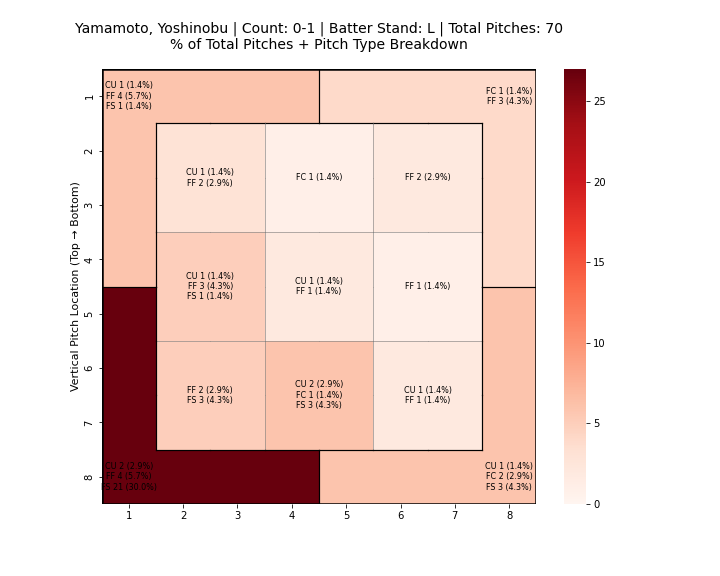 Yamamoto, Yoshinobu | Count: 0-1 | Batter Stand: L | Total Pitches: 70
% of Total Pitches + Pitch Type Breakdown
CU 1 (1.4%)
FF 4 (5.7%)
FS 1 (1.4%)
FC 1 (1.4%)
FF 3 (4.3%)
CU 1 (1.4%)
FF 2 (2.9%)
FC 1 (1.4%)
FF 2 (2.9%)
CU 1 (1.4%)
FF 3 (4.3%)
FS 1 (1.4%)
CU 1 (1.4%)
FF 1 (1.4%)
FF 1 (1.4%)
FF 2 (2.9%)
FS 3 (4.3%)
CU 2 (2.9%)
FC 1 (1.4%)
FS 3 (4.3%)
CU 1 (1.4%)
FF 1 (1.4%)
CU 2 (2.9%)
FF 4 (5.7%)
FS 21 (30.0%)
CU 1 (1.4%)
FC 2 (2.9%)
FS 3 (4.3%)
Vertical Pitch Location (Top → Bottom)
1
2
3
4
5
6
7
8
1 2 3 4 5 6 7 8
25
20
15
10
5
0